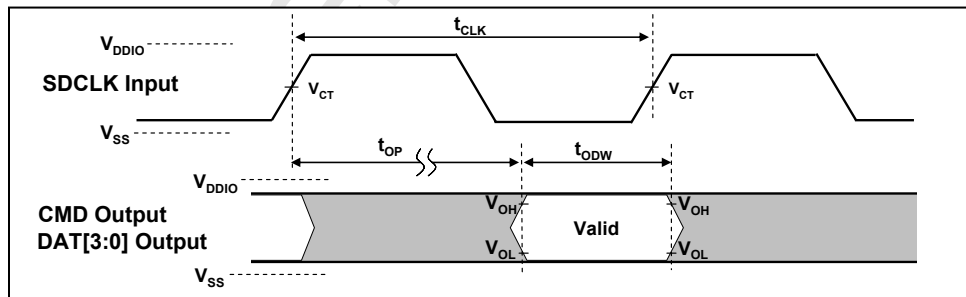 tCLK
VDDIO
SDCLK Input
VCT
VCT
VSS
tOP
tODW
VDDIO
CMD Output
DAT[3:0] Output
VOH
Valid
VOH
VOL
VOL
VSS